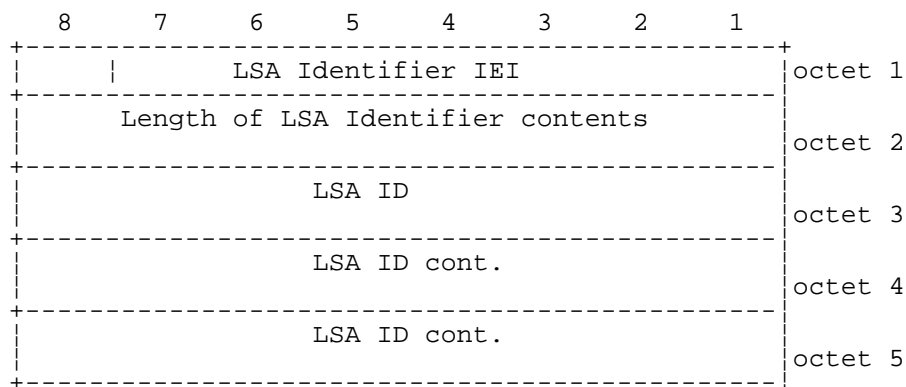 8 7 6 5 4 3 2 1
LSA Identifier IEI octet 1
Length of LSA Identifier contents
octet 2
LSA ID
octet 3
LSA ID cont.
octet 4
LSA ID cont.
octet 5